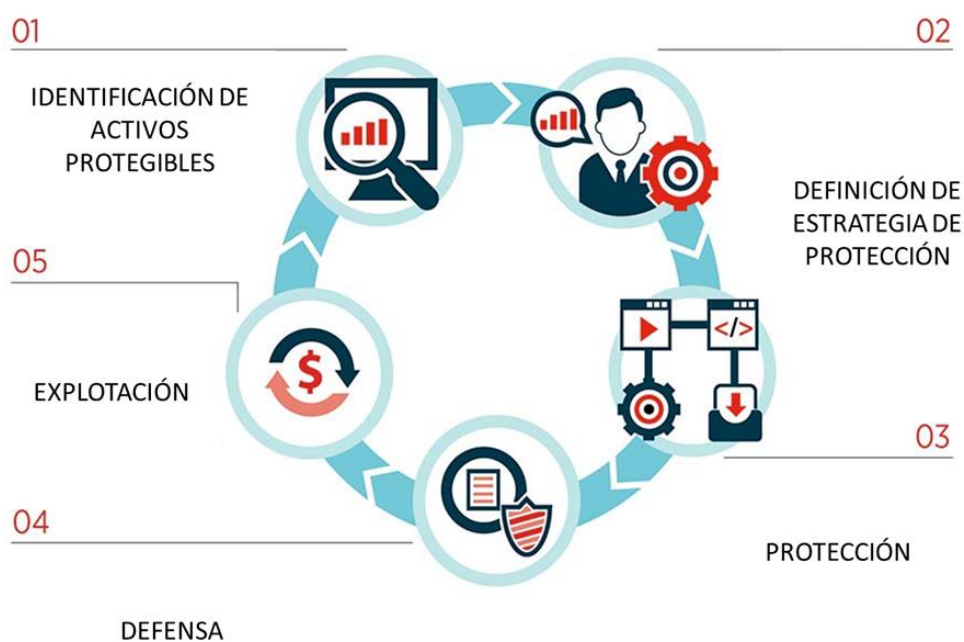 01
IDENTIFICACIÓN DE
ACTIVOS
PROTEGIBLES
02
DEFINICIÓN DE
ESTRATEGIA DE
PROTECCIÓN
</>
03
PROTECCIÓN
04
DEFENSA
05
EXPLOTACIÓN
$